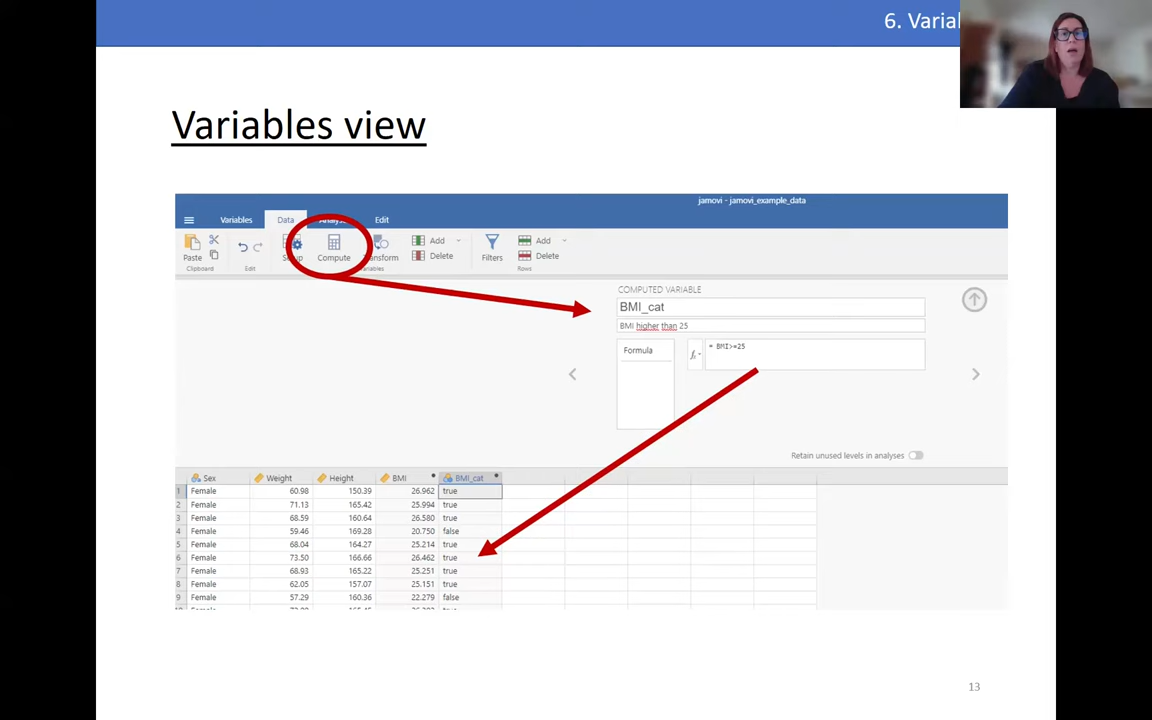 6. Varia
Variables view
jamovi - jamovi_example_data
Variables Data Edit
Paste Compute Add Delete Filters Add Delete
Clipboard Edit Rows
COMPUTED VARIABLE
BMI_cat
BMI higher than 25
Formula fx = BMI>=25
Retain unused levels in analyses
Sex Weight Height BMI BMI_cat
1 Female 60.98 150.39 26.962 true
2 Female 71.13 165.42 25.994 true
3 Female 68.59 160.64 26.580 true
4 Female 59.46 169.28 20.750 false
5 Female 68.04 164.27 25.214 true
6 Female 73.50 166.66 26.462 true
7 Female 68.93 165.22 25.251 true
8 Female 62.05 157.07 25.151 true
9 Female 57.29 160.36 22.279 false
13